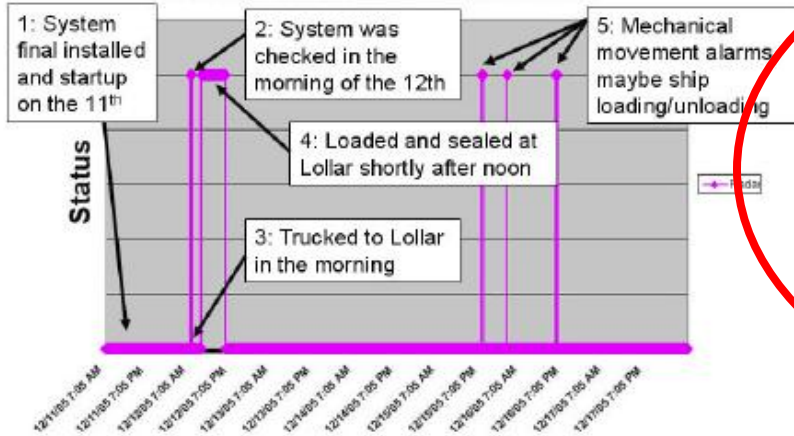 1: System
final installed
and startup
on the 11th
2: System was
checked in the
morning of the 12th
5: Mechanical
movement alarms
maybe ship
loading/unloading
4: Loaded and sealed at
Lollar shortly after noon
Status
3: Trucked to Lollar
in the morning
12/11/05 7:05 AM
12/11/05 7:05 PM
12/12/05 7:05 AM
12/12/05 7:05 PM
12/13/05 7:05 AM
12/13/05 7:05 PM
12/14/05 7:05 AM
12/14/05 7:05 PM
12/15/05 7:05 AM
12/15/05 7:05 PM
12/16/05 7:05 AM
12/16/05 7:05 PM
12/17/05 7:05 AM
12/17/05 7:05 PM